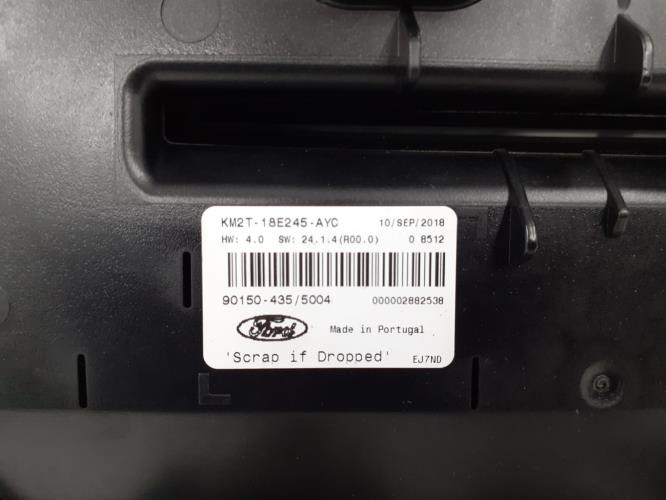 KM2T-18E245-AYC 10/SEP/2018
HW: 4.0 SW: 24.1.4(R00.0) 0 8512
90150-435/5004 000002882538
Ford Made in Portugal
'Scrap if Dropped' EJ7ND